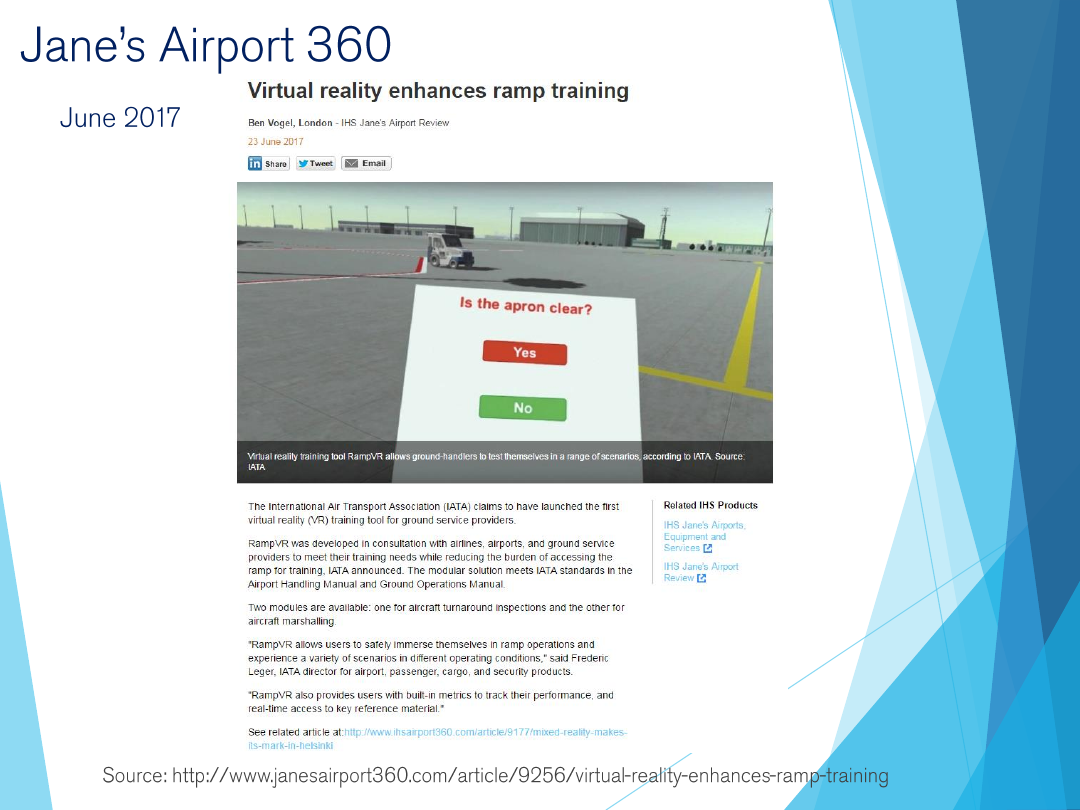 Jane's Airport 360
June 2017
Virtual reality enhances ramp training
Ben Vogel, London - IHS Jane's Airport Review
23 June 2017
in Share Tweet Email
Is the apron clear?
Yes
No
Virtual reality training tool RampVR allows ground-handlers to test themselves in a range of scenarios, according to IATA. Source:
IATA
The International Air Transport Association (IATA) claims to have launched the first
virtual reality (VR) training tool for ground service providers.
RampVR was developed in consultation with airlines, airports, and ground service
providers to meet their training needs while reducing the burden of accessing the
ramp for training, IATA announced. The modular solution meets IATA standards in the
Airport Handling Manual and Ground Operations Manual.
Two modules are available: one for aircraft turnaround inspections and the other for
aircraft marshalling.
"RampVR allows users to safely immerse themselves in ramp operations and
experience a variety of scenarios in different operating conditions," said Frederic
Leger, IATA director for airport, passenger, cargo, and security products.
"RampVR also provides users with built-in metrics to track their performance, and
real-time access to key reference material."
See related article at:http://www.ihsairport360.com/article/9177/mixed-reality-makes-
its-mark-in-helsinki
Related IHS Products
IHS Jane's Airports,
Equipment and
Services
IHS Jane's Airport
Review
Source: http://www.janesairport360.com/article/9256/virtual-reality-enhances-ramp-training